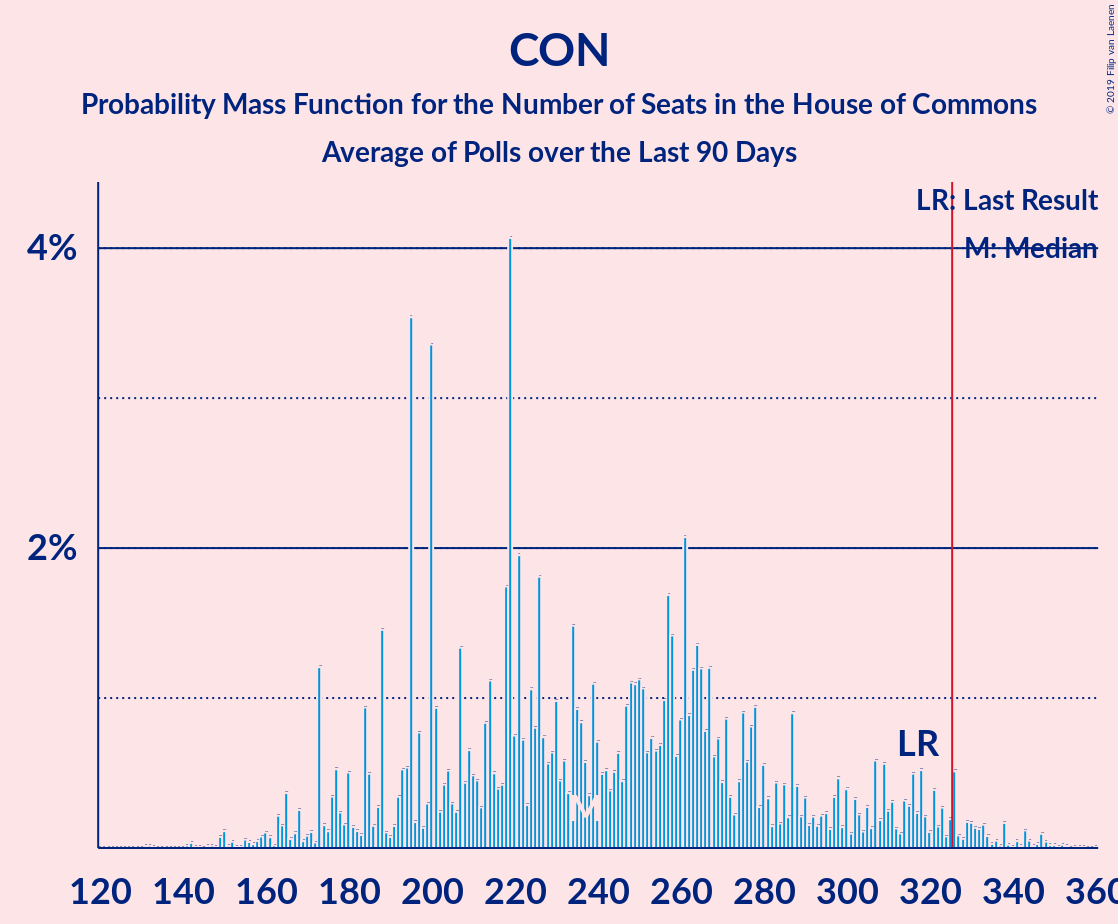 CON
Probability Mass Function for the Number of Seats in the House of Commons
Average of Polls over the Last 90 Days
© 2019 Filip van Laenen
LR: Last Result
M: Median
4%
2%
LR
M
120 140 160 180 200 220 240 260 280 300 320 340 360